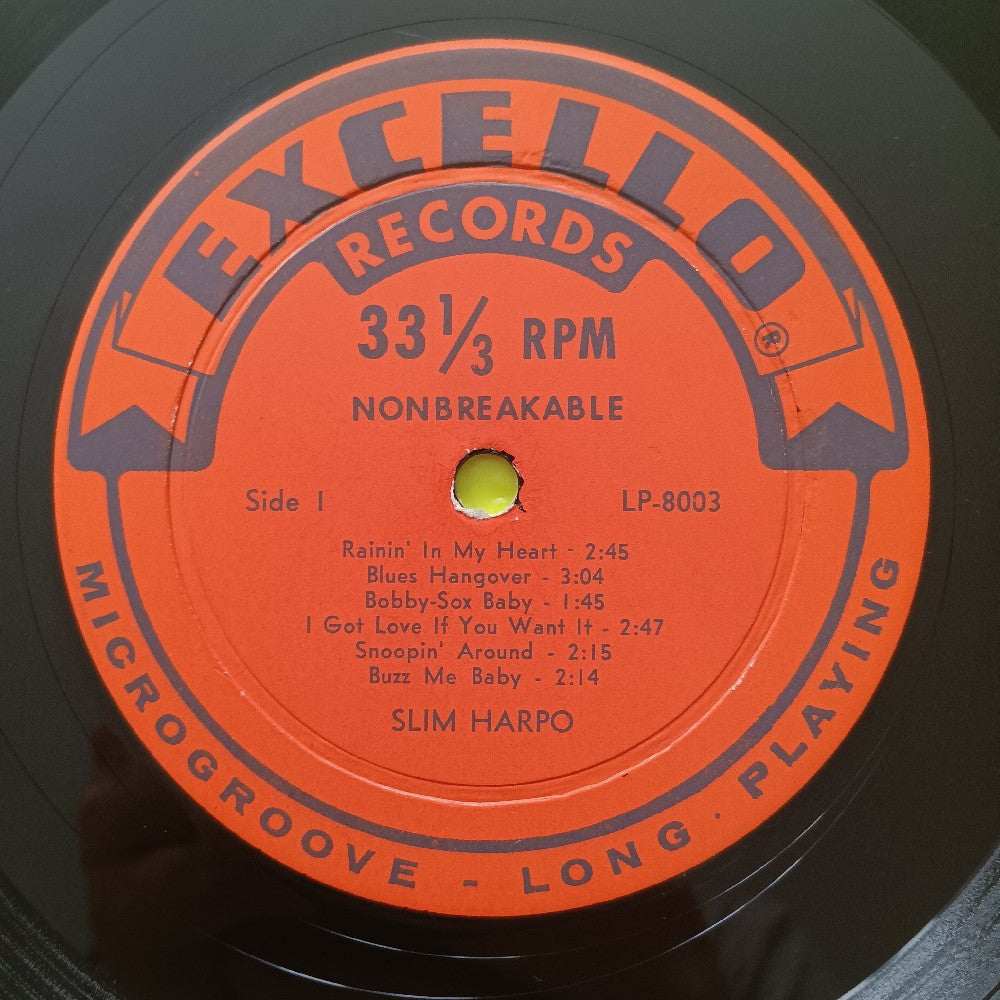 EXCELLO
RECORDS
®
33 1/3 RPM
NONBREAKABLE
Side 1
LP-8003
Rainin' In My Heart - 2:45
Blues Hangover - 3:04
Bobby-Sox Baby - 1:45
I Got Love If You Want It - 2:47
Snoopin' Around - 2:15
Buzz Me Baby - 2:14
SLIM HARPO
MICROGROOVE - LONG · PLAYING